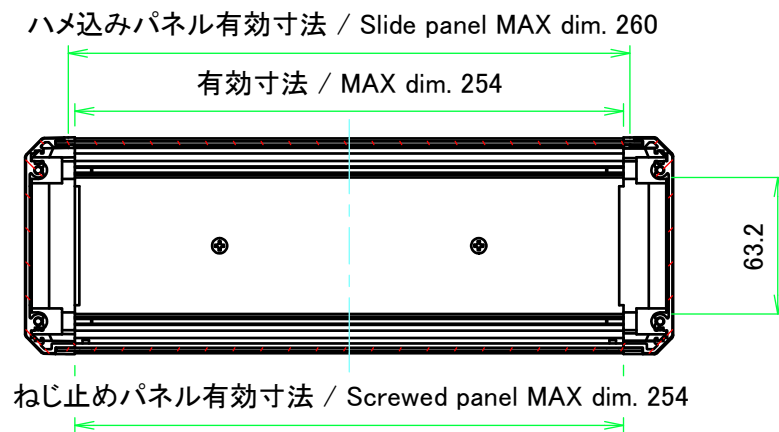 ハメ込みパネル有効寸法 / Slide panel MAX dim. 260
有効寸法 / MAX dim. 254
63.2
ねじ止めパネル有効寸法 / Screwed panel MAX dim. 254